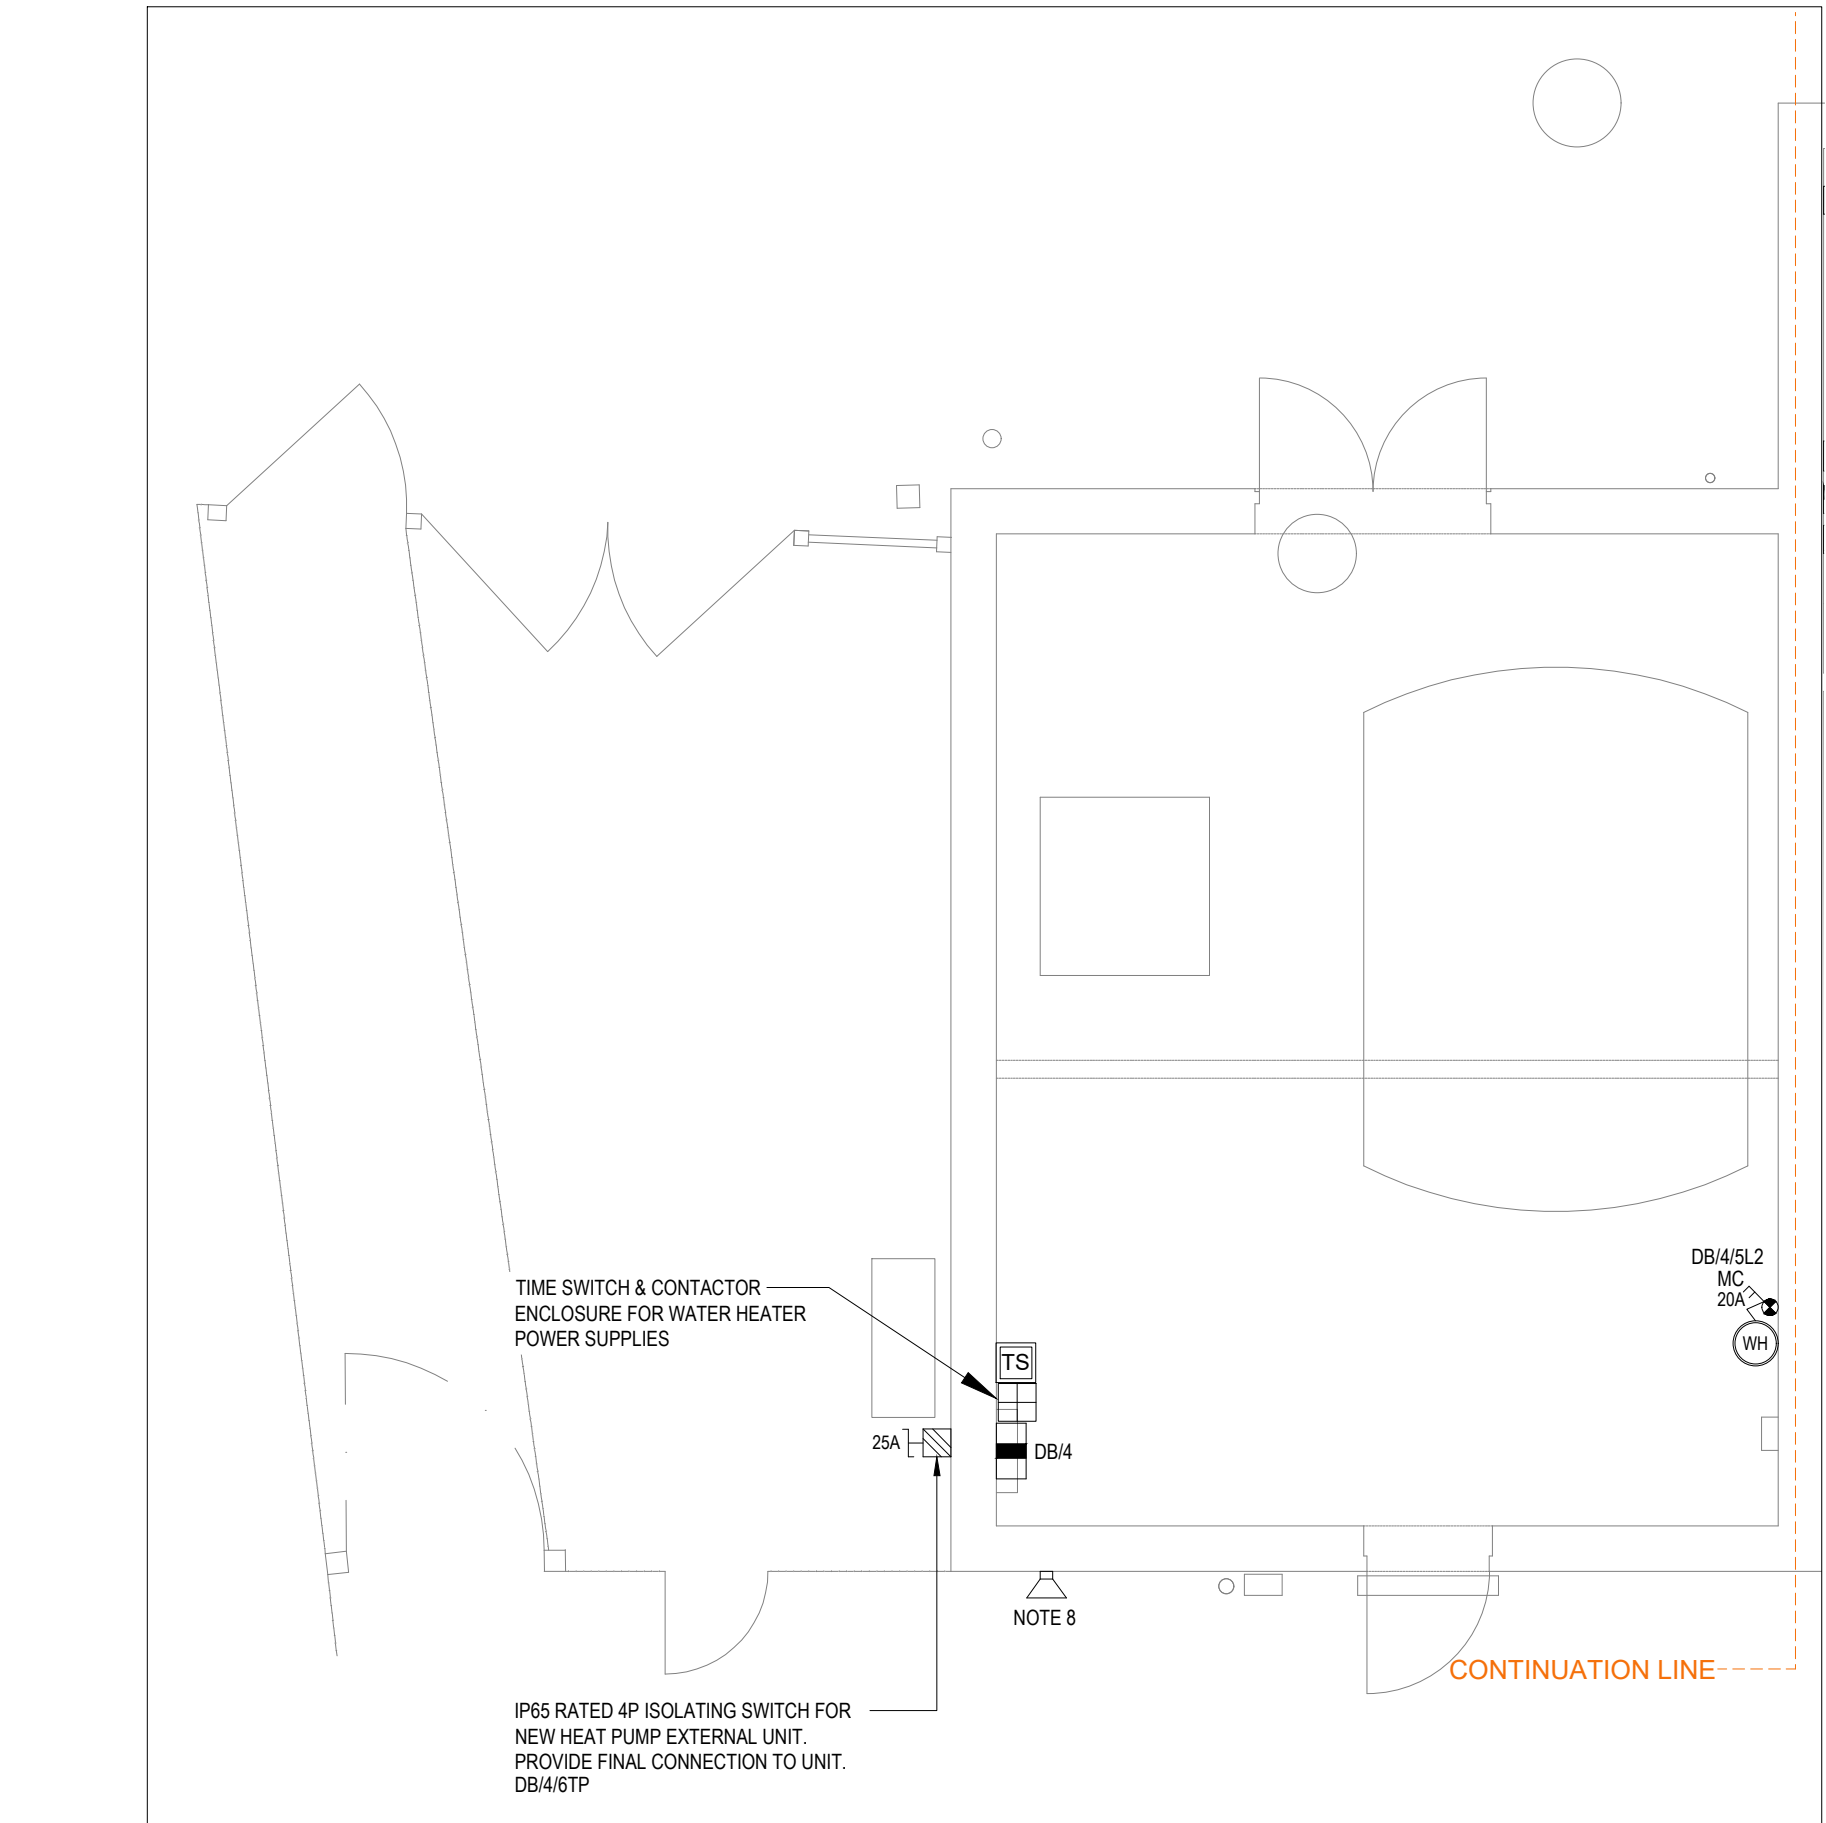 DB/4/5L2
MC
20A
WH
TIME SWITCH & CONTACTOR
ENCLOSURE FOR WATER HEATER
POWER SUPPLIES
TS
25A
DB/4
NOTE 8
CONTINUATION LINE
IP65 RATED 4P ISOLATING SWITCH FOR
NEW HEAT PUMP EXTERNAL UNIT.
PROVIDE FINAL CONNECTION TO UNIT.
DB/4/6TP